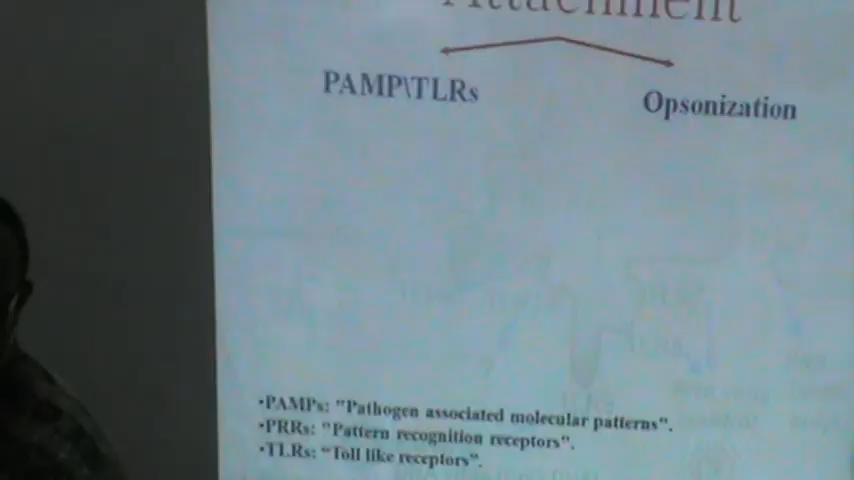 Attachment
PAMP\TLRs
Opsonization
•PAMPs: "Pathogen associated molecular patterns".
•PRRs: "Pattern recognition receptors".
•TLRs: “Toll like receptors”.